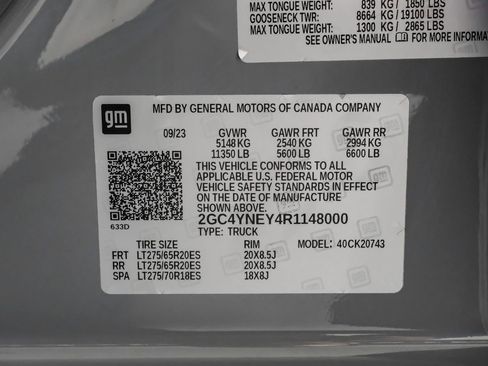 MAX TONGUE WEIGHT: 839 KG / 1850 LBS
GOOSENECK TWR: 8664 KG / 19100 LBS
MAX TONGUE WEIGHT: 1300 KG / 2865 LBS
SEE OWNER'S MANUAL FOR MORE INFORMAT
gm
MFD BY GENERAL MOTORS OF CANADA COMPANY
09/23 GVWR GAWR FRT GAWR RR
5148 KG 2540 KG 2994 KG
11350 LB 5600 LB 6600 LB
THIS VEHICLE CONFORMS TO ALL
APPLICABLE U.S. FEDERAL MOTOR
VEHICLE SAFETY STANDARDS IN
EFFECT ON THE DATE OF
MANUFACTURE SHOWN ABOVE.
633D
2GC4YNEY4R1148000
TYPE: TRUCK
TIRE SIZE RIM MODEL: 40CK20743
FRT LT275/65R20ES 20X8.5J
RR LT275/65R20ES 20X8.5J
SPA LT275/70R18ES 18X8J